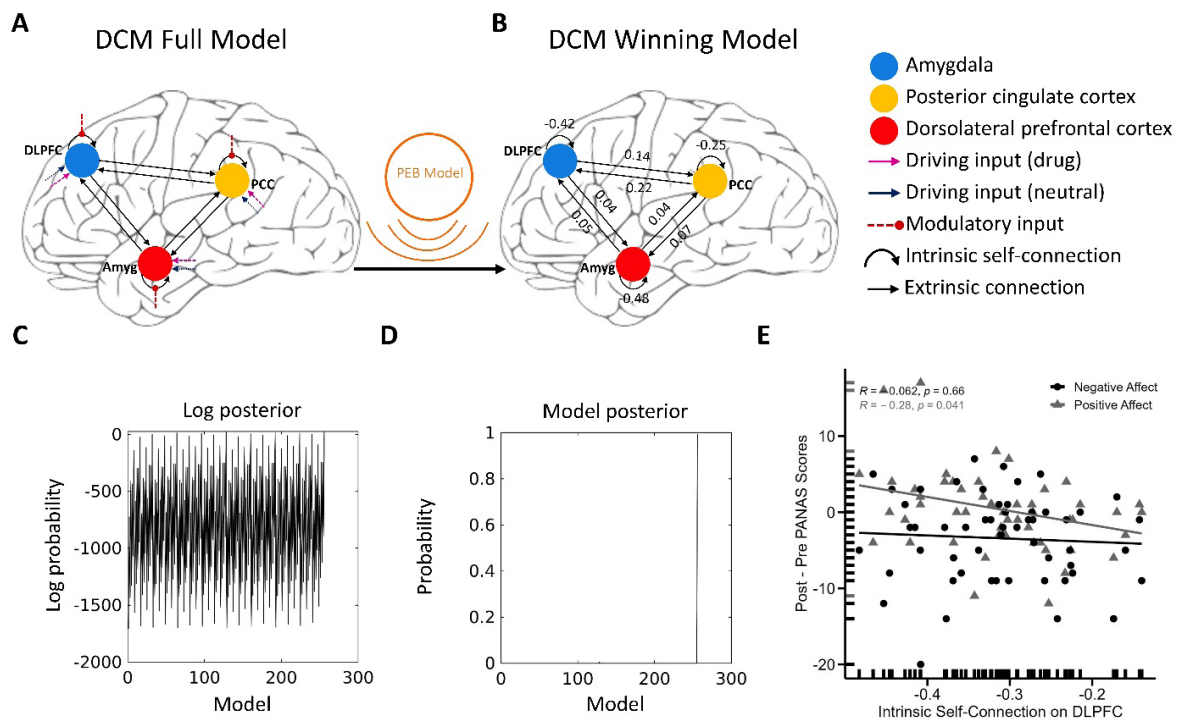 A
DCM Full Model
DLPFC
PCC
Amyg
PEB Model
B
DCM Winning Model
-0.42
DLPFC
0.14
0.22
-0.25
PCC
0.04
0.05
0.04
0.07
Amyg
-0.48
Amygdala
Posterior cingulate cortex
Dorsolateral prefrontal cortex
Driving input (drug)
Driving input (neutral)
Modulatory input
Intrinsic self-connection
Extrinsic connection
C
Log posterior
Log probability
0
-500
-1000
-1500
-2000
0 100 200 300
Model
D
Model posterior
Probability
1
0.8
0.6
0.4
0.2
0
0 100 200 300
Model
E
R = 0.062, p = 0.66
R = − 0.28, p = 0.041
Negative Affect
Positive Affect
Post - Pre PANAS Scores
10
0
-10
-20
-0.4 -0.3 -0.2
Intrinsic Self-Connection on DLPFC